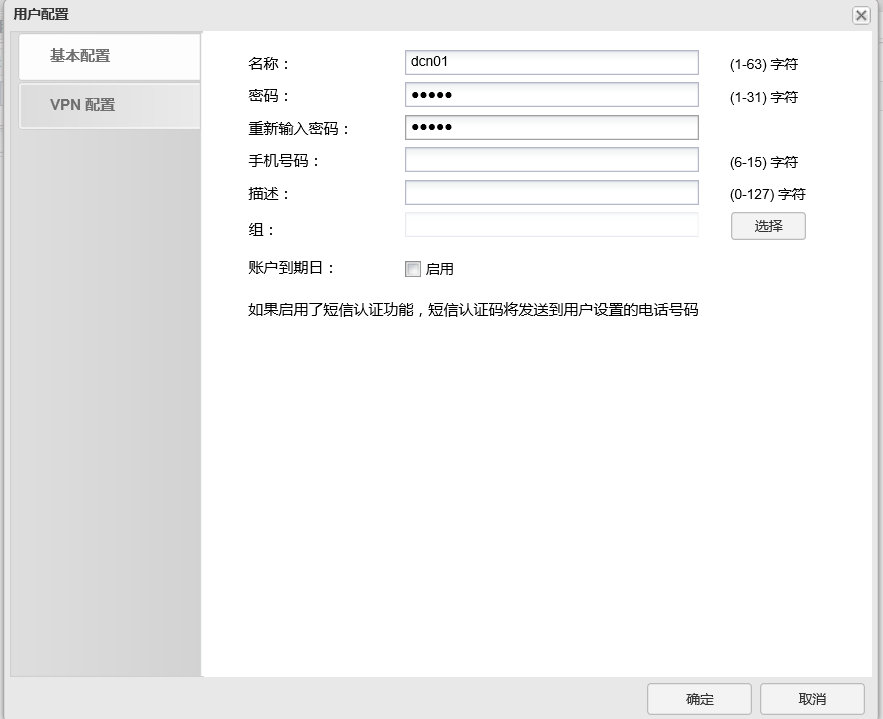 用户配置
基本配置
VPN 配置
名称： dcn01 (1-63) 字符
密码： ●●●●● (1-31) 字符
重新输入密码： ●●●●●
手机号码： (6-15) 字符
描述： (0-127) 字符
组： 选择
账户到期日： 启用
如果启用了短信认证功能，短信认证码将发送到用户设置的电话号码
确定 取消